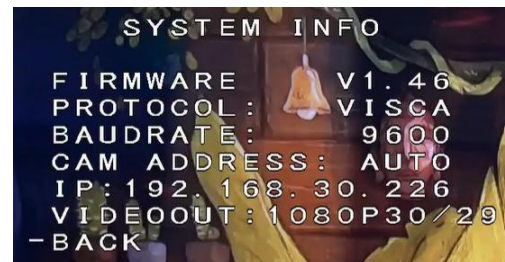 SYSTEM INFO
FIRMWARE V1.46
PROTOCOL: VISCA
BAUDRATE: 9600
CAM ADDRESS: AUTO
IP:192.168.30.226
VIDEOOUT:1080P30/29
-BACK